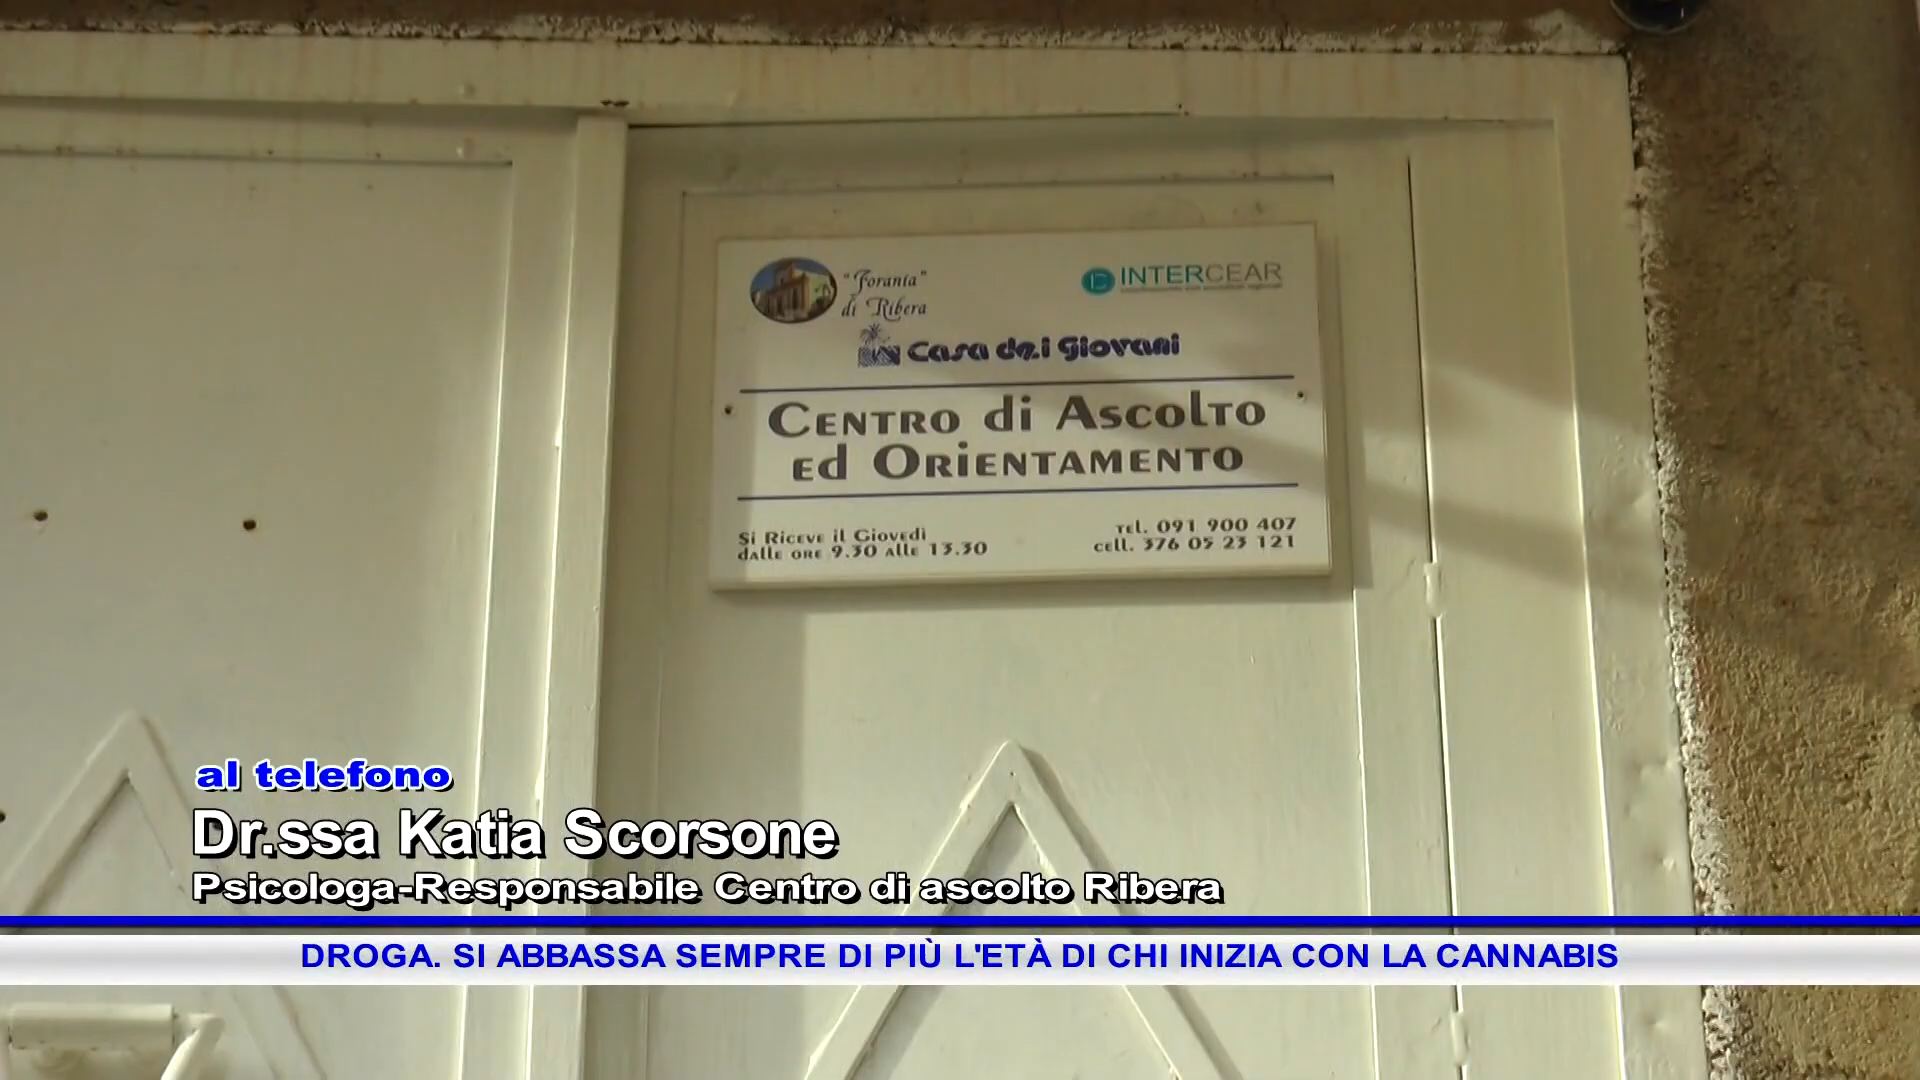 "Forania"
di Ribera
INTERCEAR
Casa dei Giovani
CENTRO di ASCOLTO
Ed ORIENTAMENTO
Si RICEVE il GIOVEDÌ
dalle ORE 9.30 Alle 13.30
TEL. 091 900 407
cell. 376 05 23 121
al telefono
Dr.ssa Katia Scorsone
Psicologa-Responsabile Centro di ascolto Ribera
DROGA. SI ABBASSA SEMPRE DI PIÙ L'ETÀ DI CHI INIZIA CON LA CANNABIS